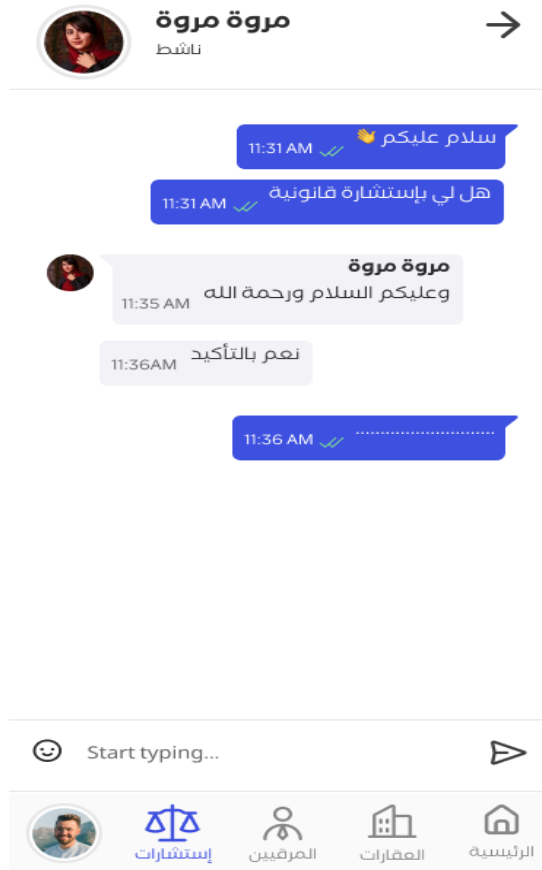 مروة مروة
ناشط
سلام عليكم 👋
11:31 AM
هل لي بإستشارة قانونية
11:31 AM
مروة مروة
وعليكم السلام ورحمة الله
11:35 AM
نعم بالتأكيد
11:36AM
............................
11:36 AM
Start typing...
الرئيسية
العقارات
المرقيين
إستشارات